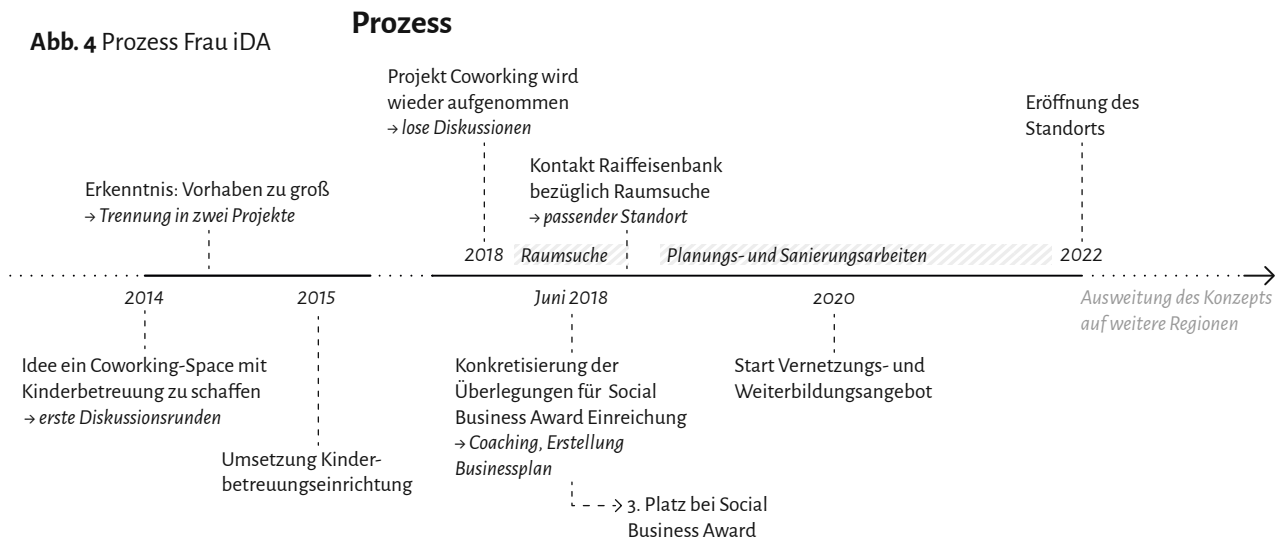 Prozess
Abb. 4 Prozess Frau iDA
Projekt Coworking wird
wieder aufgenommen
→ lose Diskussionen
Eröffnung des
Standorts
Kontakt Raiffeisenbank
bezüglich Raumsuche
→ passender Standort
Erkenntnis: Vorhaben zu groß
→ Trennung in zwei Projekte
2018
Raumsuche
Planungs- und Sanierungsarbeiten
2022
2014
2015
Juni 2018
2020
Ausweitung des Konzepts
auf weitere Regionen
Idee ein Coworking-Space mit
Kinderbetreuung zu schaffen
→ erste Diskussionsrunden
Umsetzung Kinder-
betreuungseinrichtung
Konkretisierung der
Überlegungen für Social
Business Award Einreichung
→ Coaching, Erstellung
Businessplan
3. Platz bei Social
Business Award
Start Vernetzungs- und
Weiterbildungsangebot